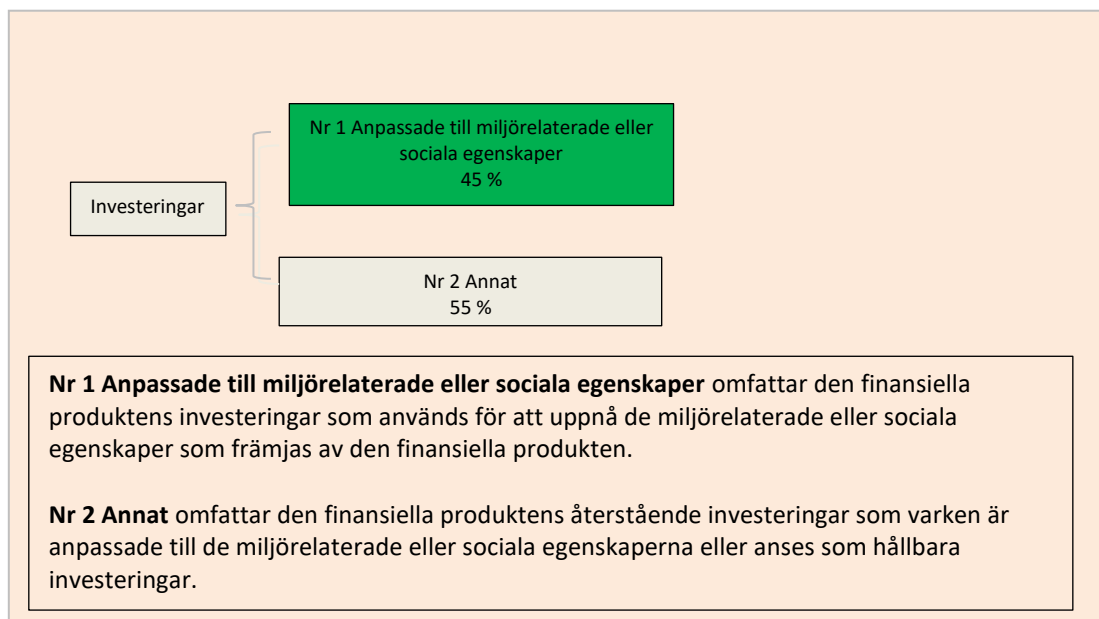 Nr 1 Anpassade till miljörelaterade eller
sociala egenskaper
45 %
Investeringar
Nr 2 Annat
55 %
Nr 1 Anpassade till miljörelaterade eller sociala egenskaper omfattar den finansiella
produktens investeringar som används för att uppnå de miljörelaterade eller sociala
egenskaper som främjas av den finansiella produkten.
Nr 2 Annat omfattar den finansiella produktens återstående investeringar som varken är
anpassade till de miljörelaterade eller sociala egenskaperna eller anses som hållbara
investeringar.